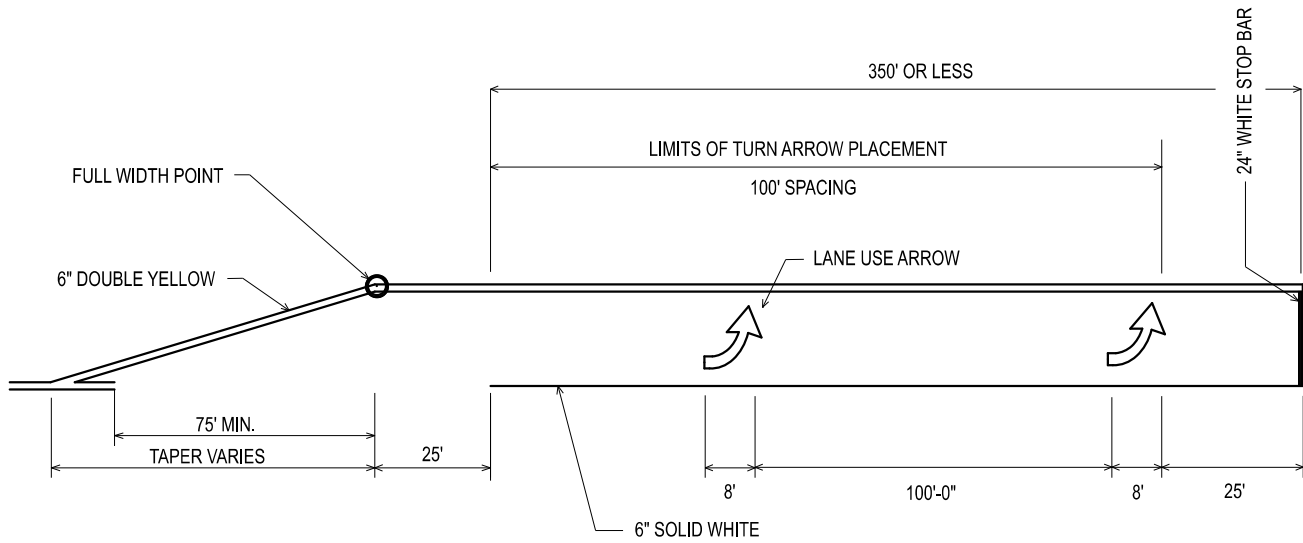 350' OR LESS
24" WHITE STOP BAR
LIMITS OF TURN ARROW PLACEMENT
100' SPACING
FULL WIDTH POINT
LANE USE ARROW
6" DOUBLE YELLOW
75' MIN.
TAPER VARIES
25'
8'
100'-0"
8'
25'
6" SOLID WHITE